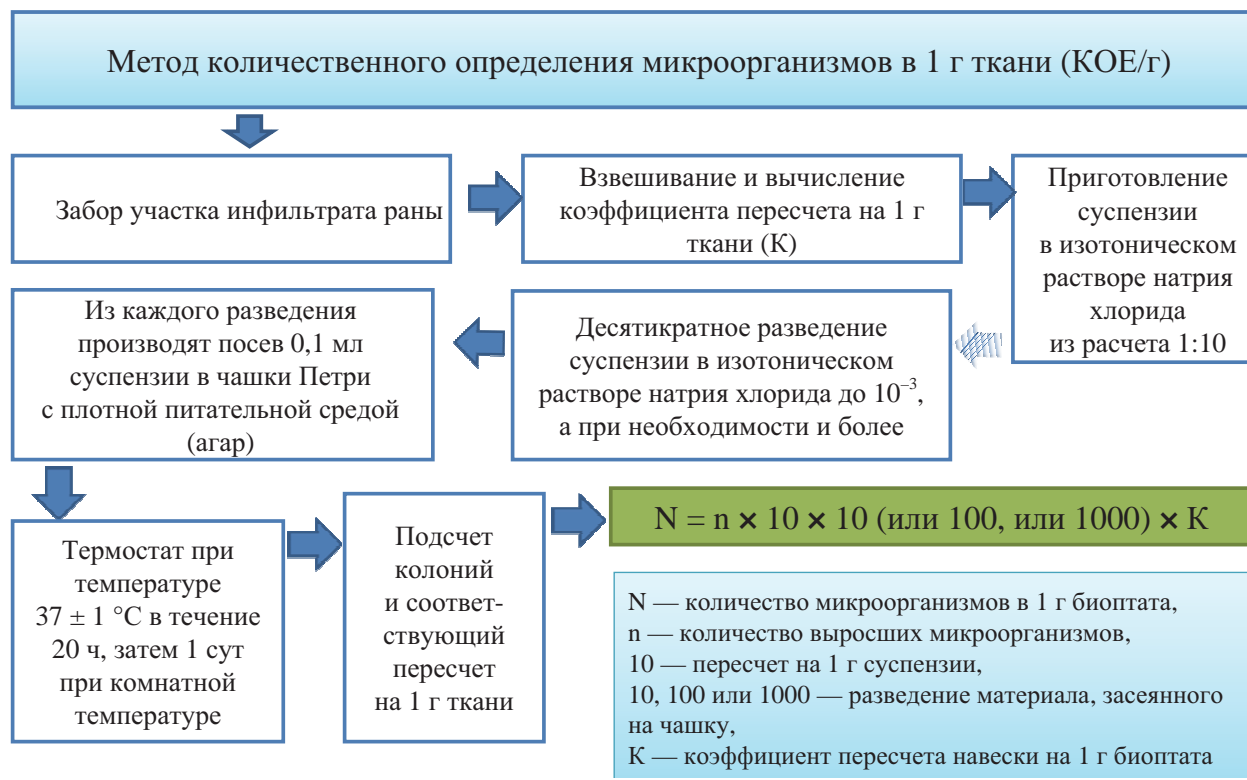 Метод количественного определения микроорганизмов в 1 г ткани (КОЕ/г)
Забор участка инфильтрата раны
Взвешивание и вычисление
коэффициента пересчета на 1 г
ткани (К)
Приготовление
суспензии
в изотоническом
растворе натрия
хлорида
из расчета 1:10
Десятикратное разведение
суспензии в изотоническом
растворе натрия хлорида до 10⁻³,
а при необходимости и более
Из каждого разведения
производят посев 0,1 мл
суспензии в чашки Петри
с плотной питательной средой
(агар)
Термостат при
температуре
37 ± 1 °С в течение
20 ч, затем 1 сут
при комнатной
температуре
Подсчет
колоний
и соответ-
ствующий
пересчет
на 1 г ткани
N = n × 10 × 10 (или 100, или 1000) × К
N — количество микроорганизмов в 1 г биоптата,
n — количество выросших микроорганизмов,
10 — пересчет на 1 г суспензии,
10, 100 или 1000 — разведение материала, засеянного
на чашку,
К — коэффициент пересчета навески на 1 г биоптата